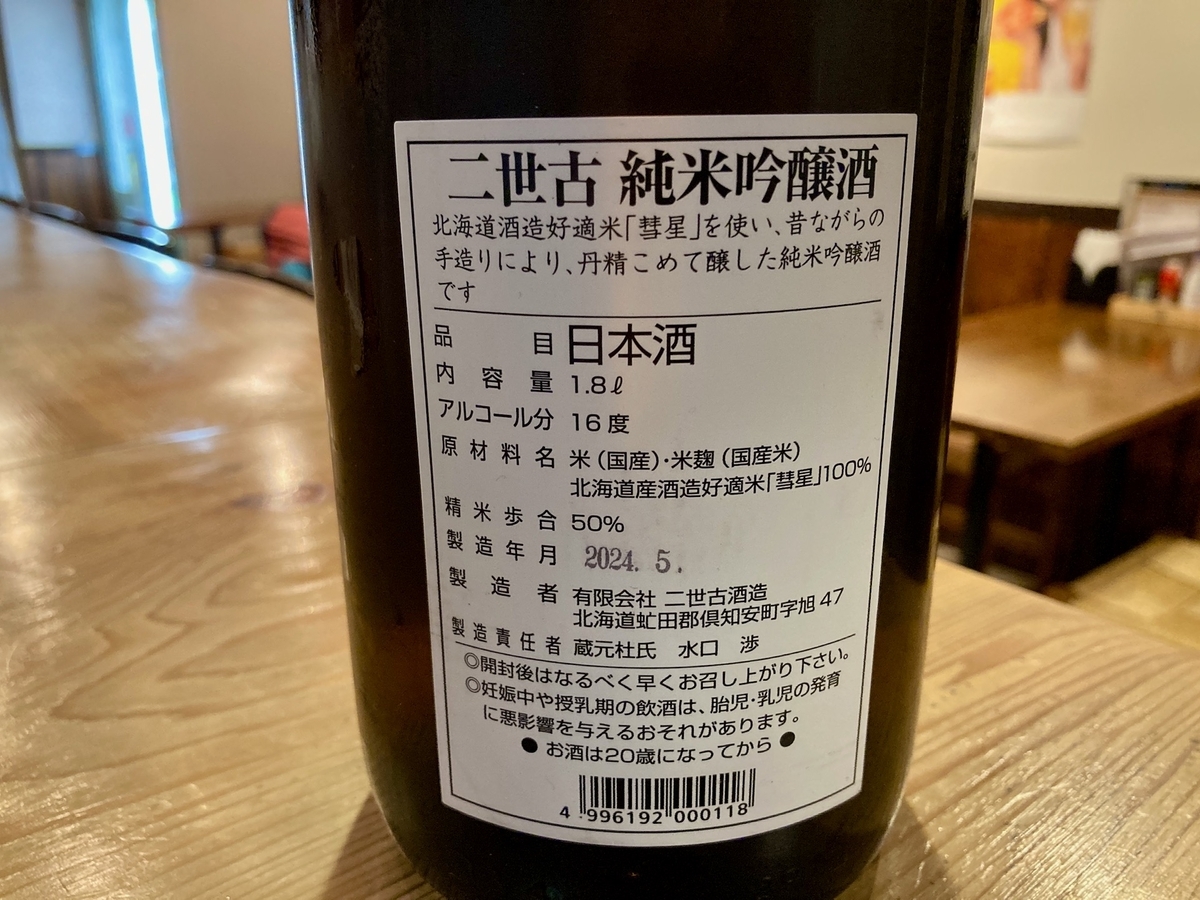 二世古 純米吟醸酒
北海道酒造好適米「彗星」を使い、昔ながらの
手造りにより、丹精こめて醸した純米吟醸酒
です
品目 日本酒
内容量 1.8ℓ
アルコール分 16度
原材料名 米(国産)・米麹(国産米)
北海道産酒造好適米「彗星」100%
精米歩合 50%
製造年月 2024. 5.
製造者 有限会社 二世古酒造
北海道虻田郡倶知安町字旭47
製造責任者 蔵元杜氏 水口 渉
◎開封後はなるべく早くお召し上がり下さい。
◎妊娠中や授乳期の飲酒は、胎児・乳児の発育
に悪影響を与えるおそれがあります。
● お酒は20歳になってから ●
4 996192 000118